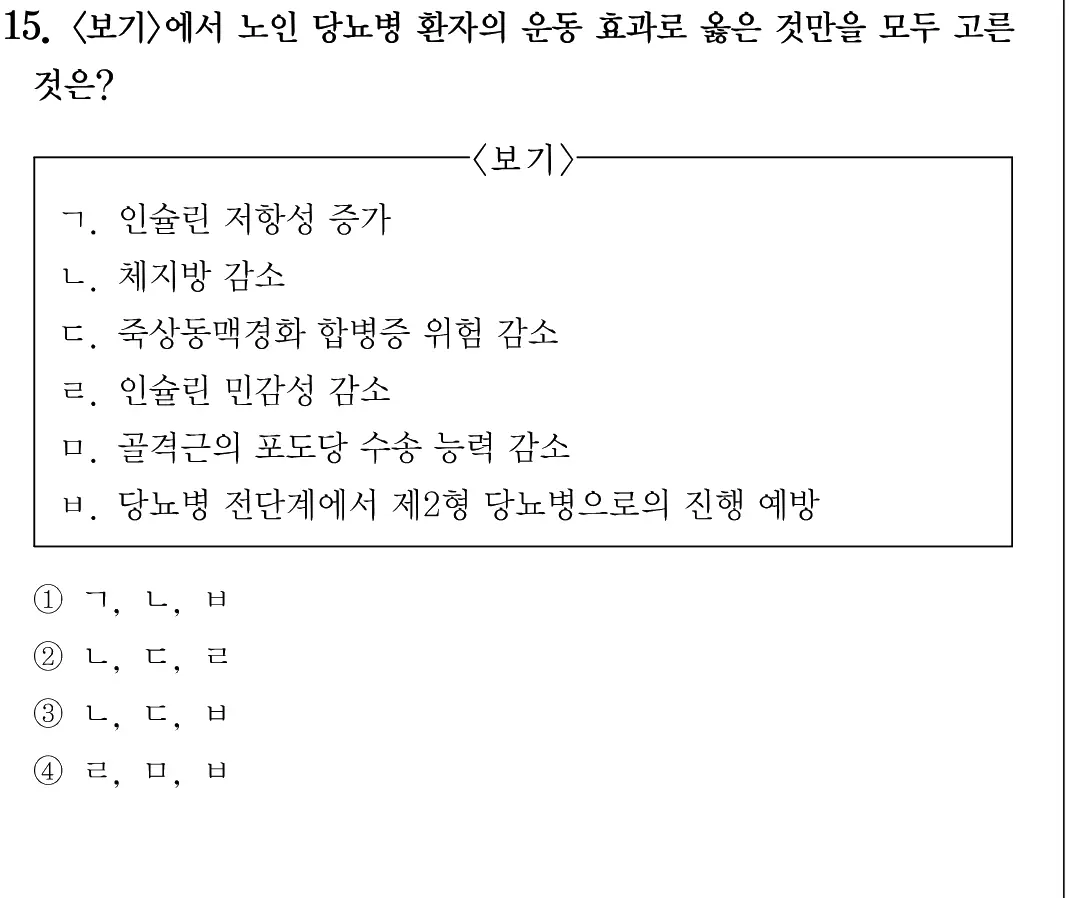 15. 〈보기〉에서 노인 당뇨병 환자의 운동 효과로 옳은 것만을 모두 고른
것은?
〈보기〉
ㄱ. 인슐린 저항성 증가
ㄴ. 체지방 감소
ㄷ. 죽상동맥경화 합병증 위험 감소
ㄹ. 인슐린 민감성 감소
ㅁ. 골격근의 포도당 수송 능력 감소
ㅂ. 당뇨병 전단계에서 제2형 당뇨병으로의 진행 예방
① ㄱ, ㄴ, ㅂ
② ㄴ, ㄷ, ㄹ
③ ㄴ, ㄷ, ㅂ
④ ㄹ, ㅁ, ㅂ